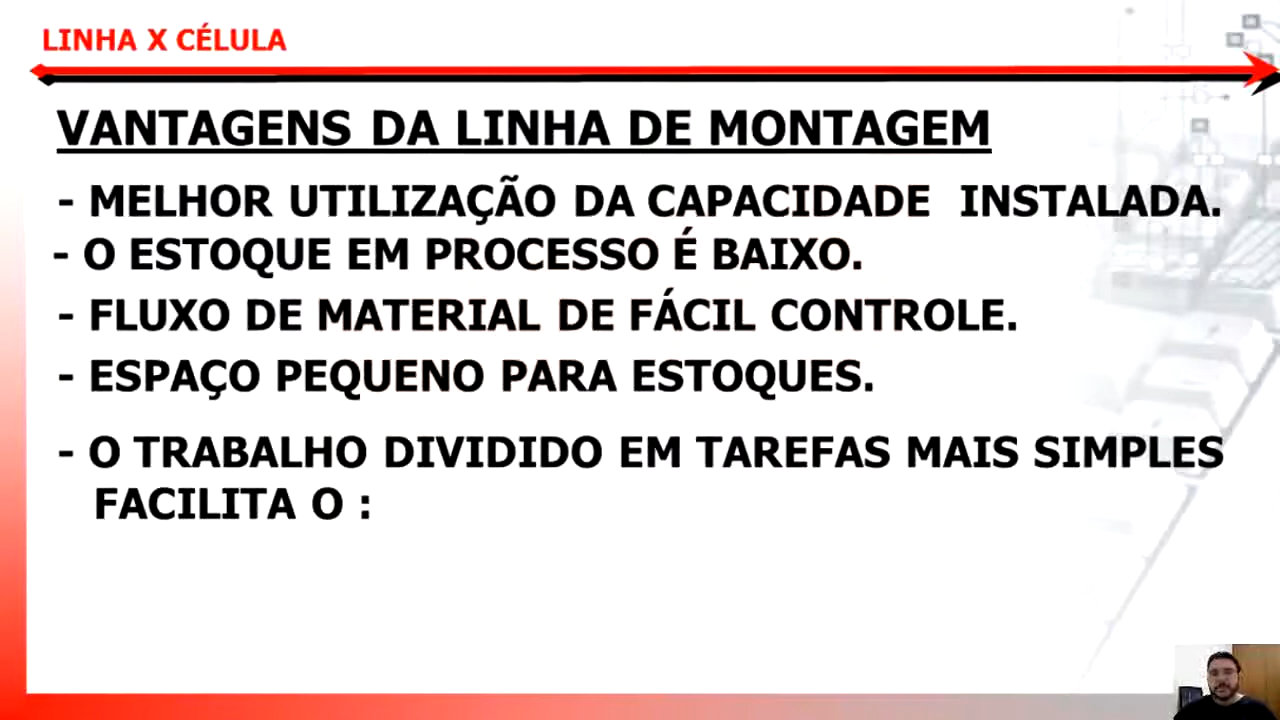 LINHA X CÉLULA
VANTAGENS DA LINHA DE MONTAGEM
- MELHOR UTILIZAÇÃO DA CAPACIDADE INSTALADA.
- O ESTOQUE EM PROCESSO É BAIXO.
- FLUXO DE MATERIAL DE FÁCIL CONTROLE.
- ESPAÇO PEQUENO PARA ESTOQUES.
- O TRABALHO DIVIDIDO EM TAREFAS MAIS SIMPLES
FACILITA O :